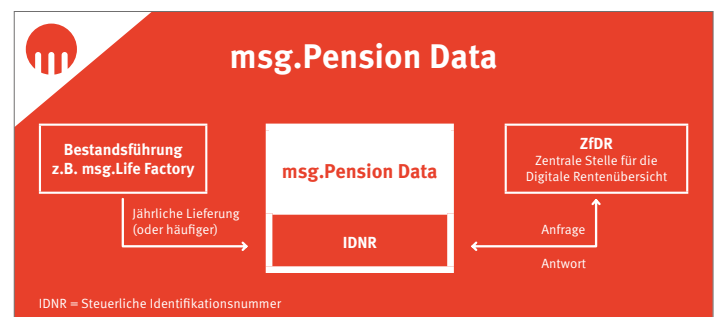 msg.Pension Data
Bestandsführung
z.B. msg.Life Factory
Jährliche Lieferung
(oder häufiger)
msg.Pension Data
IDNR
ZfDR
Zentrale Stelle für die
Digitale Rentenübersicht
Anfrage
Antwort
IDNR = Steuerliche Identifikationsnummer